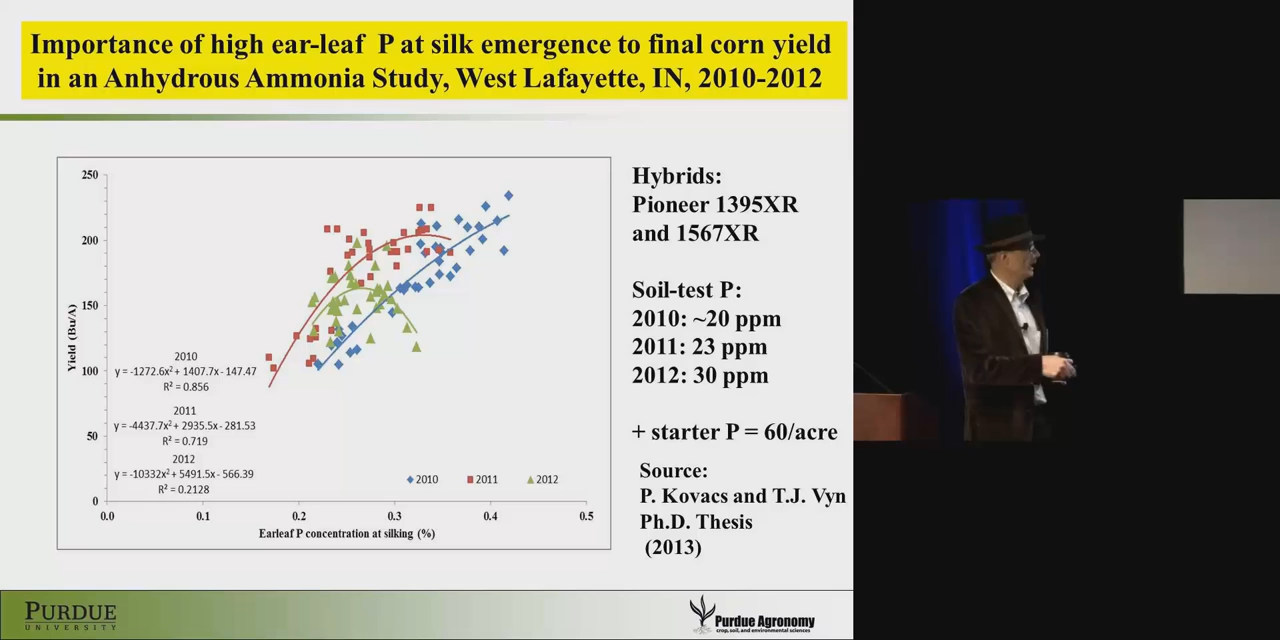 Importance of high ear-leaf P at silk emergence to final corn yield
in an Anhydrous Ammonia Study, West Lafayette, IN, 2010-2012
250
200
150
100
50
0
Yield (Bu/A)
2010
y = -1272.6x² + 1407.7x - 147.47
R² = 0.856
2011
y = -4437.7x² + 2935.5x - 281.53
R² = 0.719
2012
y = -10332x² + 5491.5x - 566.39
R² = 0.2128
2010 2011 2012
0.0 0.1 0.2 0.3 0.4 0.5
Earleaf P concentration at silking (%)
Hybrids:
Pioneer 1395XR
and 1567XR
Soil-test P:
2010: ~20 ppm
2011: 23 ppm
2012: 30 ppm
+ starter P = 60/acre
Source:
P. Kovacs and T.J. Vyn
Ph.D. Thesis
(2013)
PURDUE
UNIVERSITY
Purdue Agronomy
crop, soil, and environmental sciences